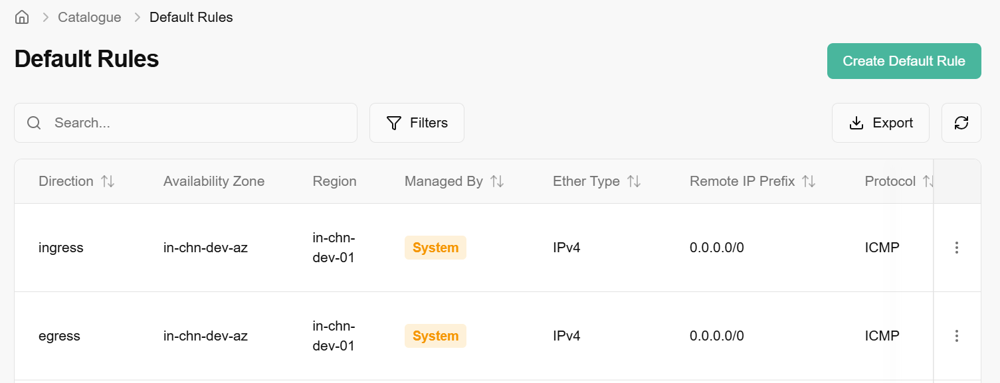 Catalogue Default Rules
Default Rules
Create Default Rule
Search...
Filters
Export
Direction Availability Zone Region Managed By Ether Type Remote IP Prefix Protocol
ingress in-chn-dev-az in-chn-
dev-01 System IPv4 0.0.0.0/0 ICMP
egress in-chn-dev-az in-chn-
dev-01 System IPv4 0.0.0.0/0 ICMP